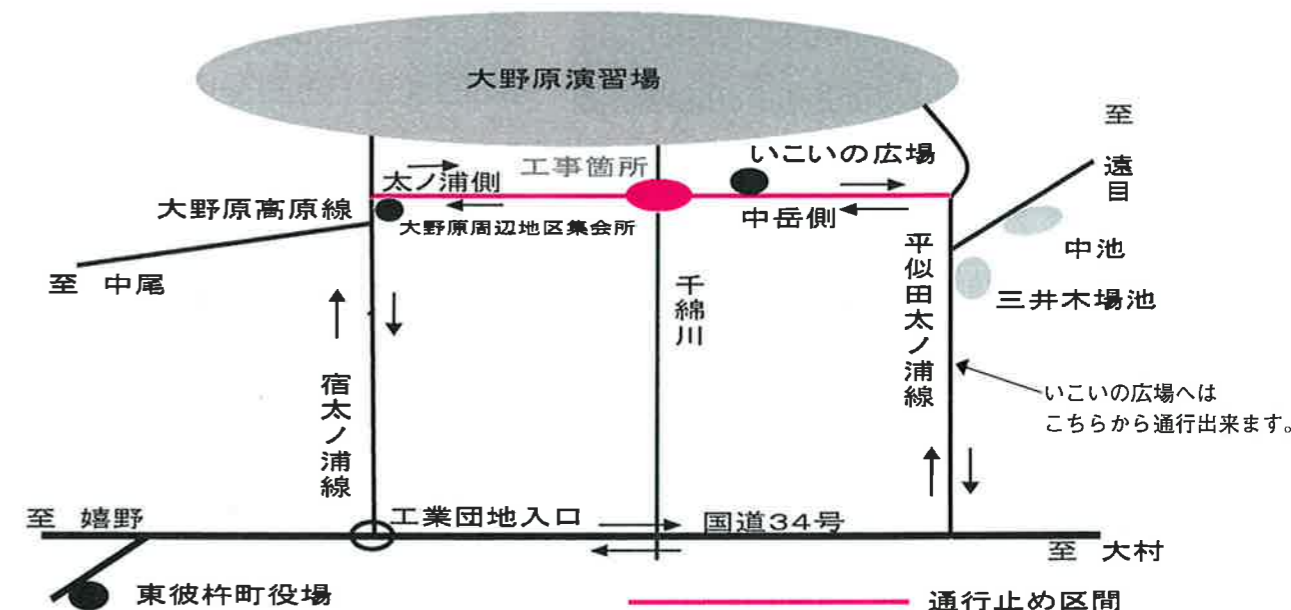 大野原演習場
至 遠目
工事箇所
いこいの広場
太ノ浦側
大野原高原線
大野原周辺地区集会所
中岳側
至 中尾
中池
三井木場池
千綿川
平似田太ノ浦線
宿太ノ浦線
いこいの広場へは
こちらから通行出来ます。
至 嬉野
工業団地入口
国道34号
至 大村
東彼杵町役場
通行止め区間